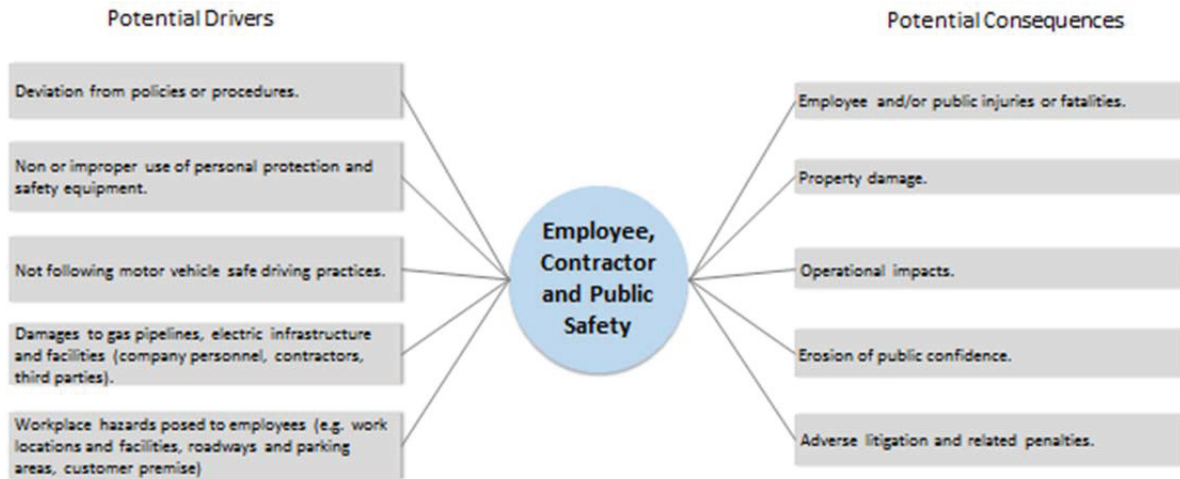 Potential Drivers
Deviation from policies or procedures.
Non or improper use of personal protection and
safety equipment.
Not following motor vehicle safe driving practices.
Damages to gas pipelines, electric infrastructure
and facilities (company personnel, contractors,
third parties).
Workplace hazards posed to employees (e.g. work
locations and facilities, roadways and parking
areas, customer premise)
Employee,
Contractor
and Public
Safety
Potential Consequences
Employee and/or public injuries or fatalities.
Property damage.
Operational impacts.
Erosion of public confidence.
Adverse litigation and related penalties.